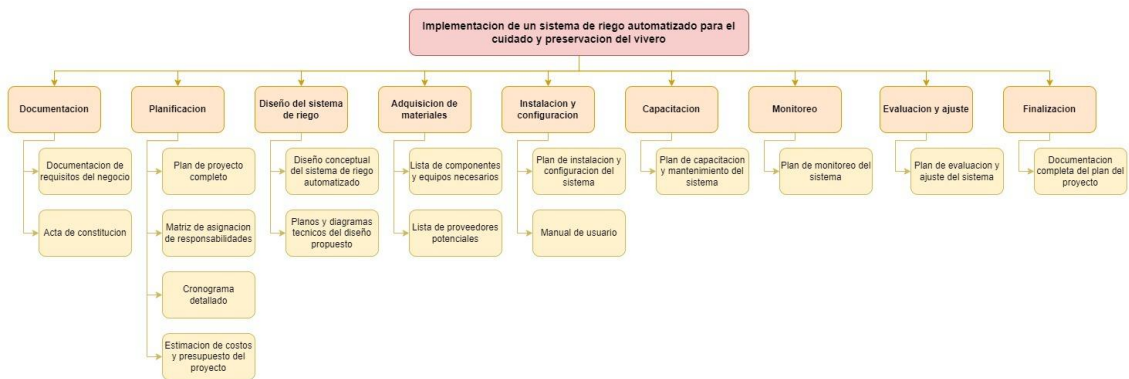 Implementacion de un sistema de riego automatizado para el
cuidado y preservacion del vivero
Documentacion
Planificacion
Diseño del sistema
de riego
Adquisicion de
materiales
Instalacion y
configuracion
Capacitacion
Monitoreo
Evaluacion y ajuste
Finalizacion
Documentacion de
requisitos del negocio
Acta de constitucion
Plan de proyecto
completo
Matriz de asignacion
de responsabilidades
Cronograma
detallado
Estimacion de costos
y presupuesto del
proyecto
Diseño conceptual
del sistema de riego
automatizado
Planos y diagramas
tecnicos del diseño
propuesto
Lista de componentes
y equipos necesarios
Lista de proveedores
potenciales
Plan de instalacion y
configuracion del
sistema
Manual de usuario
Plan de capacitacion
y mantenimiento del
sistema
Plan de monitoreo del
sistema
Plan de evaluacion y
ajuste del sistema
Documentacion
completa del plan del
proyecto